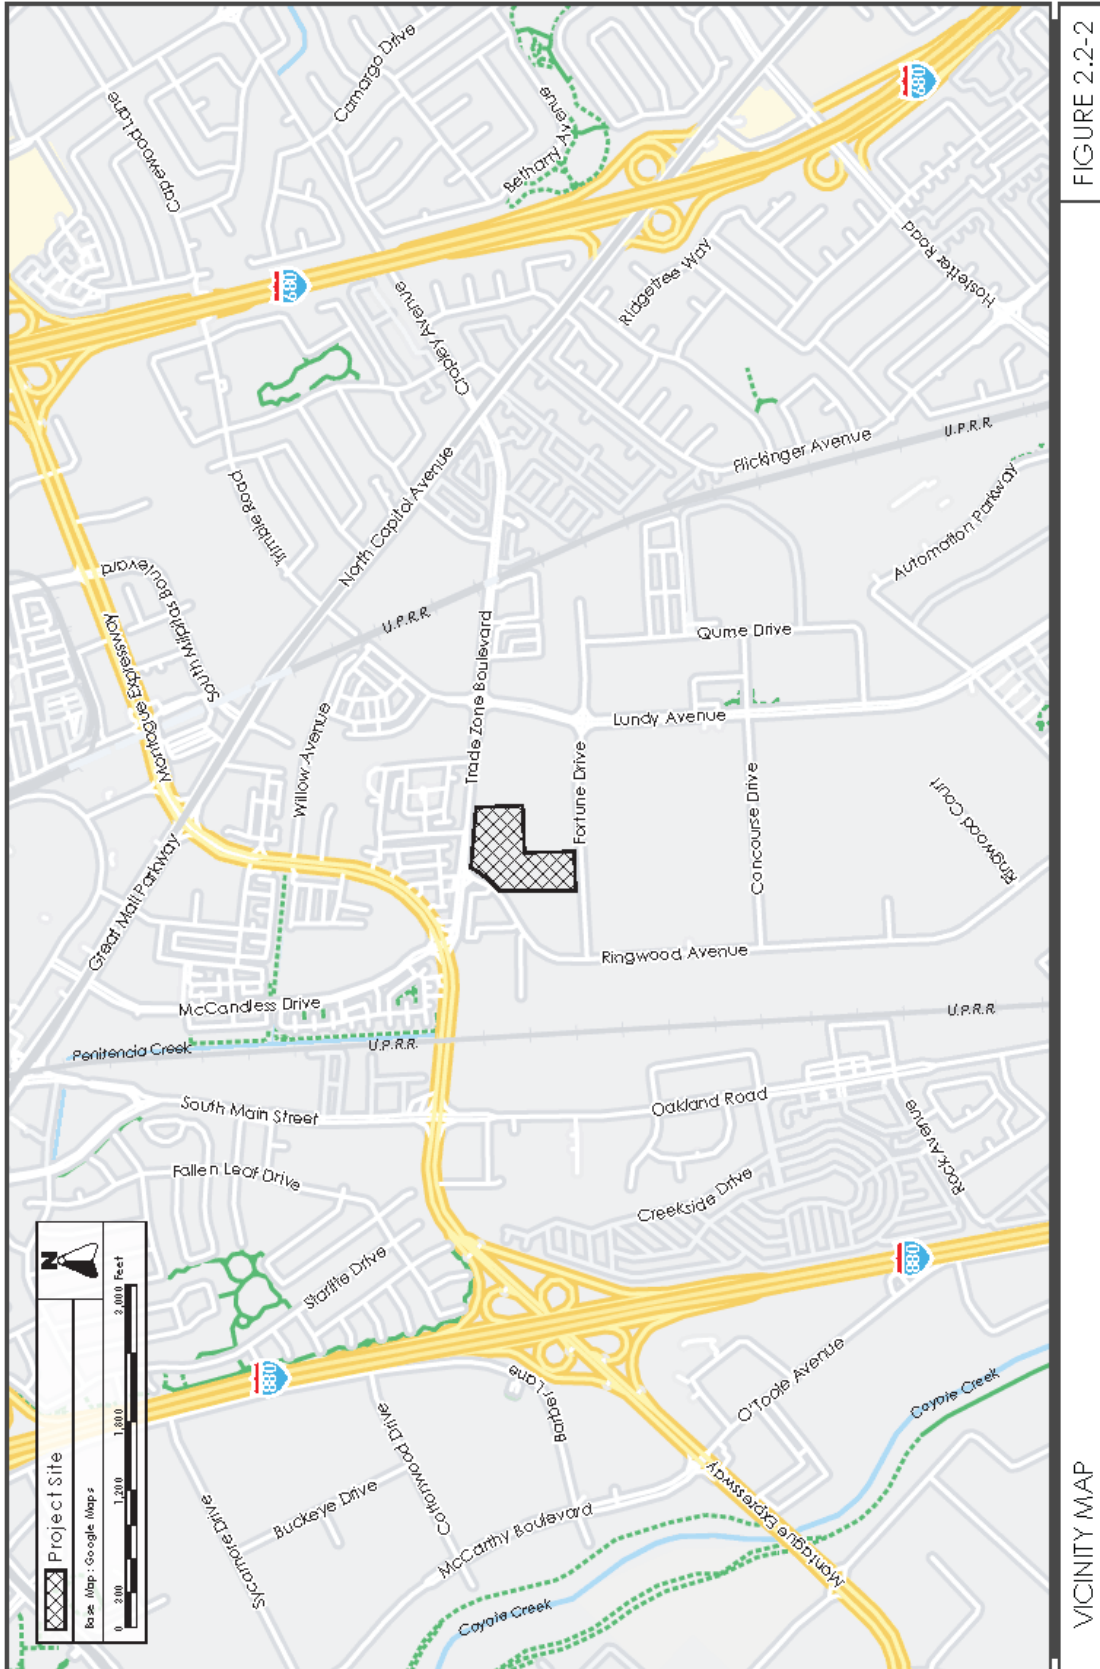 FIGURE 2.2-2
VICINITY MAP
Project Site
N
Base Map: Google Maps
0
1,200
1,800
Feet
Sycamore Drive
Buckeye Drive
Cottonwood Drive
McCarthy Boulevard
Barber Lane
Coyote Creek
Montague Expressway
O'Toole Avenue
Coyote Creek
880
880
Starlite Drive
Fallen Leaf Drive
South Main Street
Creekside Drive
Oakland Road
Rock Avenue
Penitencia Creek
U.P.R.R.
U.P.R.R.
McCandless Drive
Great Mall Parkway
Ringwood Avenue
Ringwood Court
Willow Avenue
Trade Zone Boulevard
Fortune Drive
Concourse Drive
Lundy Avenue
Qume Drive
Montague Expressway
South Milpitas Boulevard
U.P.R.R.
Trimble Road
North Capitol Avenue
Cropley Avenue
Flickinger Avenue
U.P.R.R.
Automation Parkway
Ridgetree Way
Hostetter Road
680
680
Capewood Lane
Camargo Drive
Bethany Avenue